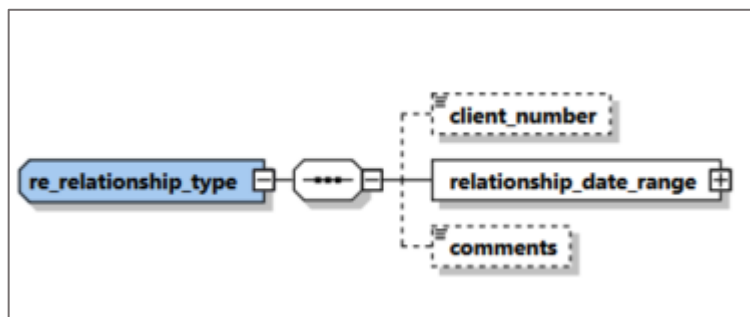 client_number
re_relationship_type
relationship_date_range
comments